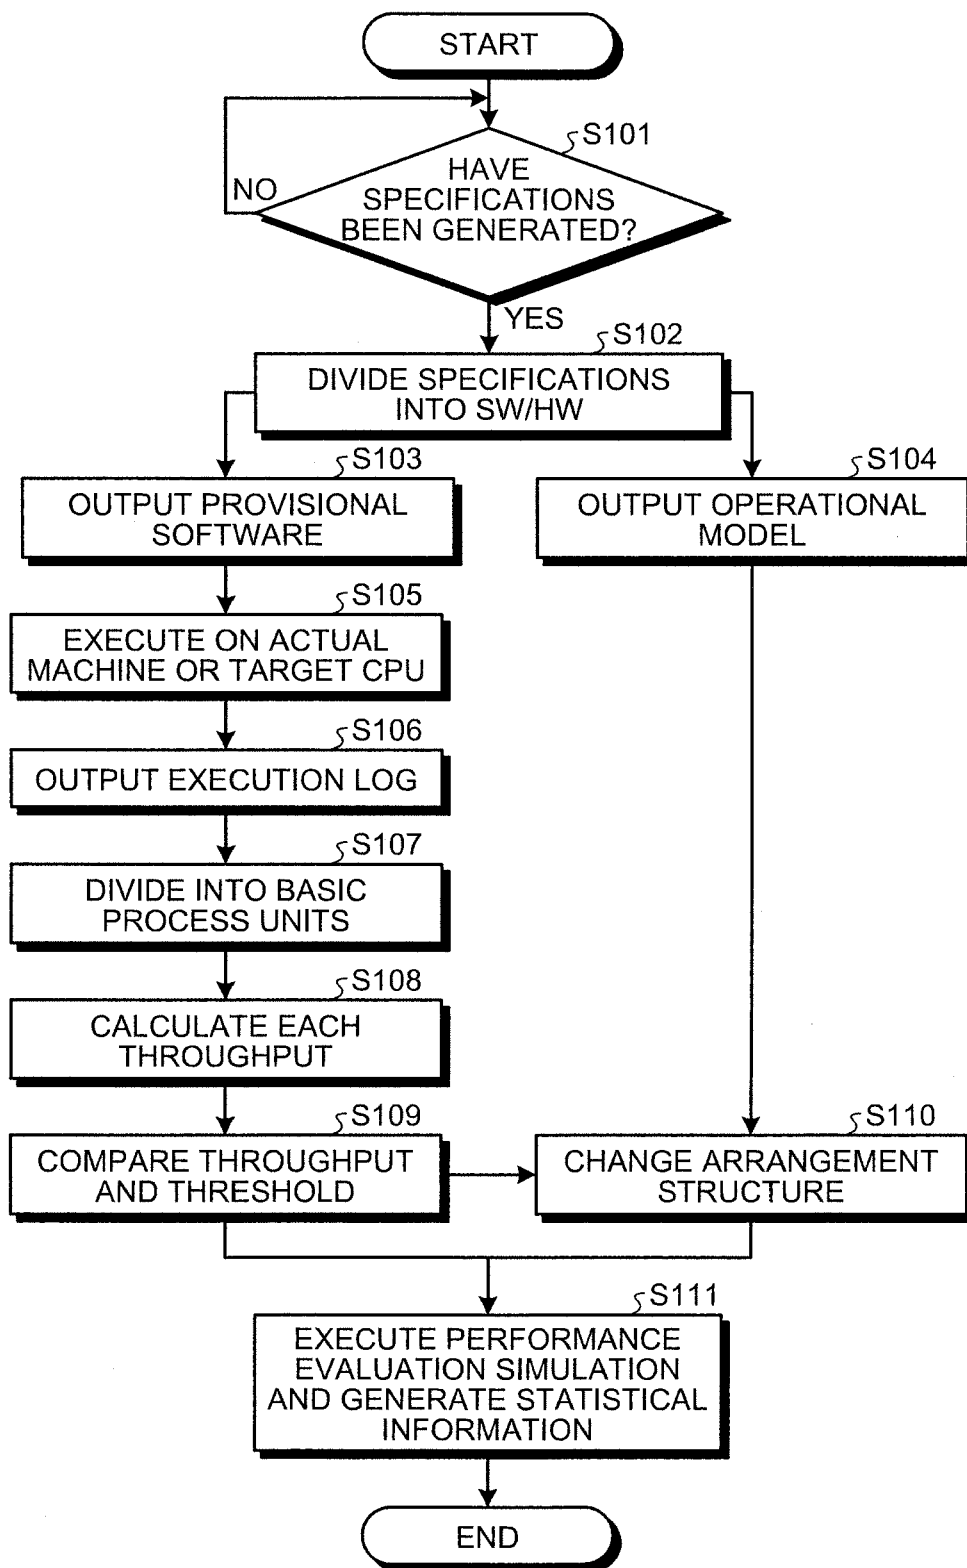 START
S101
HAVE
SPECIFICATIONS
BEEN GENERATED?
NO
YES
S102
DIVIDE SPECIFICATIONS
INTO SW/HW
S103
OUTPUT PROVISIONAL
SOFTWARE
S104
OUTPUT OPERATIONAL
MODEL
S105
EXECUTE ON ACTUAL
MACHINE OR TARGET CPU
S106
OUTPUT EXECUTION LOG
S107
DIVIDE INTO BASIC
PROCESS UNITS
S108
CALCULATE EACH
THROUGHPUT
S109
COMPARE THROUGHPUT
AND THRESHOLD
S110
CHANGE ARRANGEMENT
STRUCTURE
S111
EXECUTE PERFORMANCE
EVALUATION SIMULATION
AND GENERATE STATISTICAL
INFORMATION
END